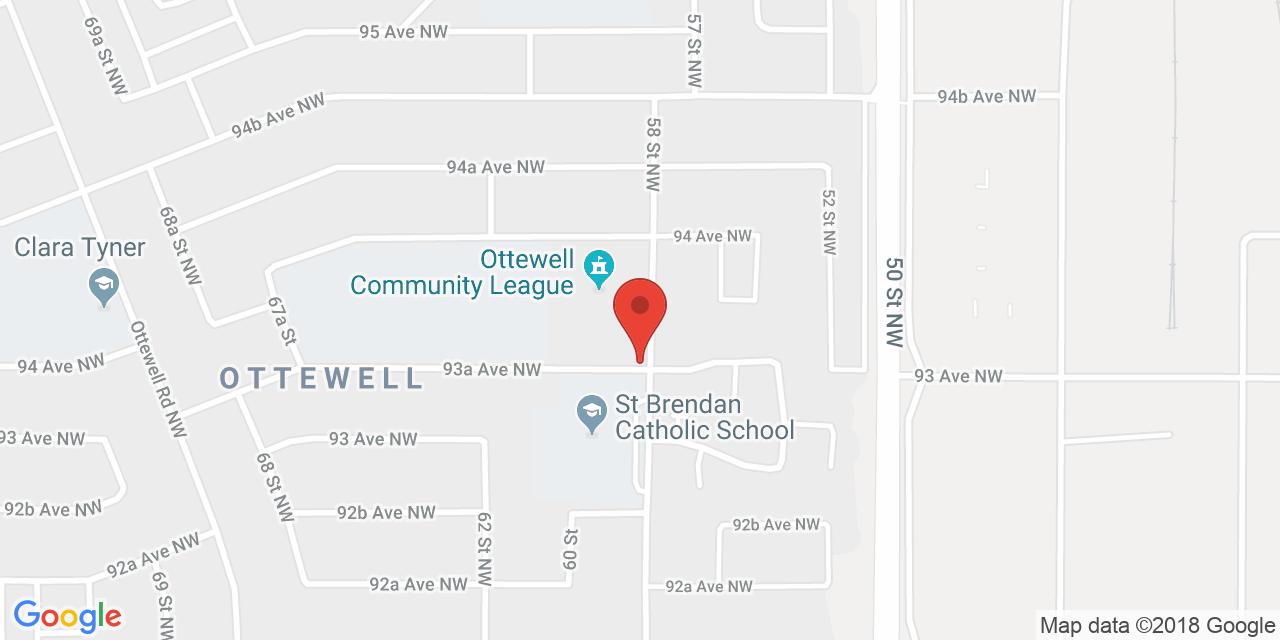 95 Ave NW
57 St NW
69a St NW
94b Ave NW
94b Ave NW
58 St NW
94a Ave NW
52 St NW
68a St NW
94 Ave NW
Clara Tyner
Ottewell
Community League
50 St NW
67a St
Ottewell Rd NW
94 Ave NW
OTTEWELL
93a Ave NW
93 Ave NW
St Brendan
Catholic School
93 Ave NW
93 Ave NW
68 St NW
92b Ave NW
92b Ave NW
62 St NW
60 St
92b Ave NW
92a Ave NW
69 St NW
92a Ave NW
92a Ave NW
Google
Map data ©2018 Google